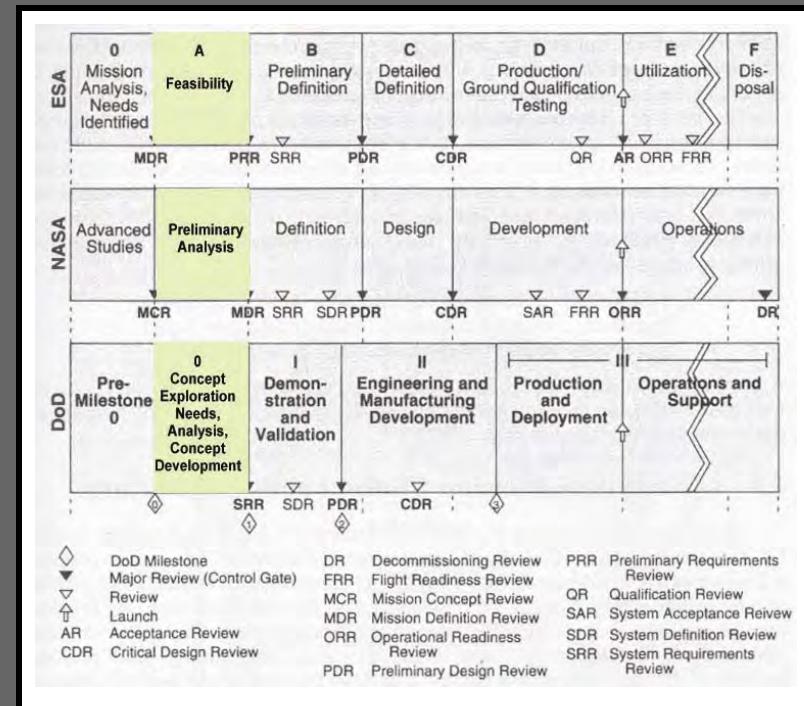 ESA
0 A B C D E F
Mission Analysis, Needs Identified
Feasibility
Preliminary Definition
Detailed Definition
Production/ Ground Qualification Testing
Utilization
Dis-posal
MDR PRR SRR PDR CDR QR AR ORR FRR
NASA
Advanced Studies
Preliminary Analysis
Definition
Design
Development
Operations
MCR MDR SRR SDR PDR CDR SAR FRR ORR DR
DoD
0 I II III
Pre-Milestone 0
Concept Exploration Needs, Analysis, Concept Development
Demon-stration and Validation
Engineering and Manufacturing Development
Production and Deployment
Operations and Support
0 SRR SDR PDR CDR 3
1 2
DoD Milestone
Major Review (Control Gate)
Review
Launch
AR Acceptance Review
CDR Critical Design Review
DR Decommissioning Review
FRR Flight Readiness Review
MCR Mission Concept Review
MDR Mission Definition Review
ORR Operational Readiness
Review
PDR Preliminary Design Review
PRR Preliminary Requirements
Review
QR Qualification Review
SAR System Acceptance Reivew
SDR System Definition Review
SRR System Requirements
Review